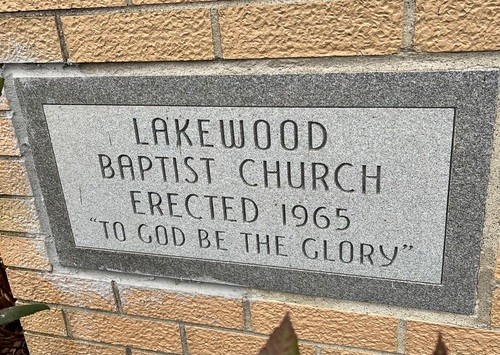 LAKEWOOD
BAPTIST CHURCH
ERECTED 1965
“TO GOD BE THE GLORY”